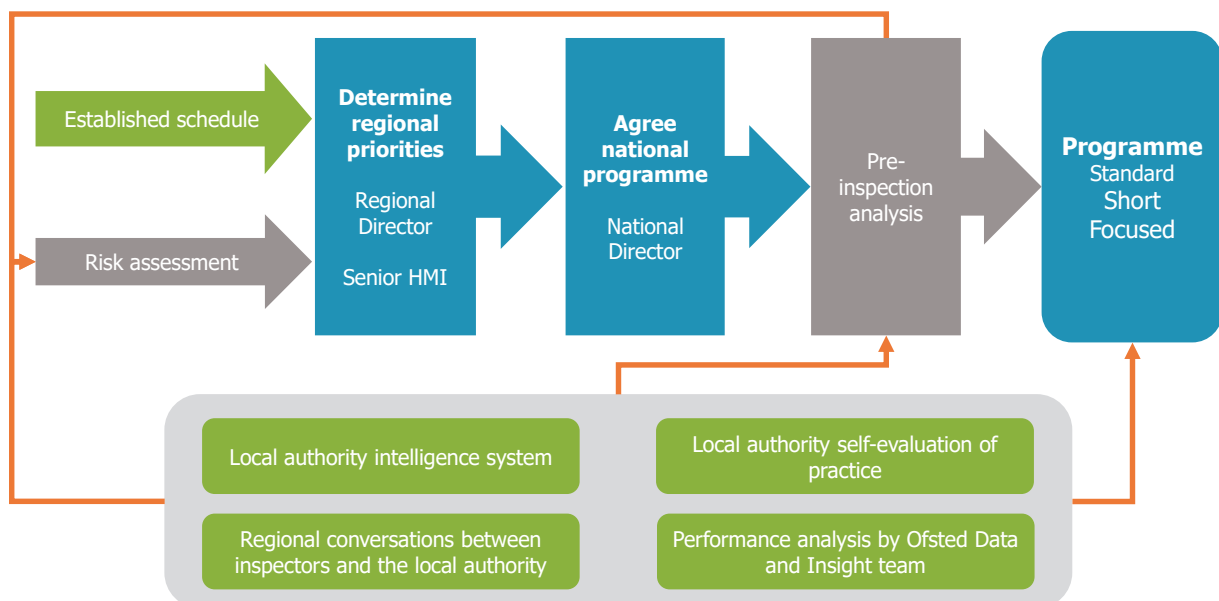 Established schedule
Risk assessment
Determine
regional
priorities
Regional
Director
Senior HMI
Agree
national
programme
National
Director
Pre-
inspection
analysis
Programme
Standard
Short
Focused
Local authority intelligence system
Local authority self-evaluation of
practice
Regional conversations between
inspectors and the local authority
Performance analysis by Ofsted Data
and Insight team